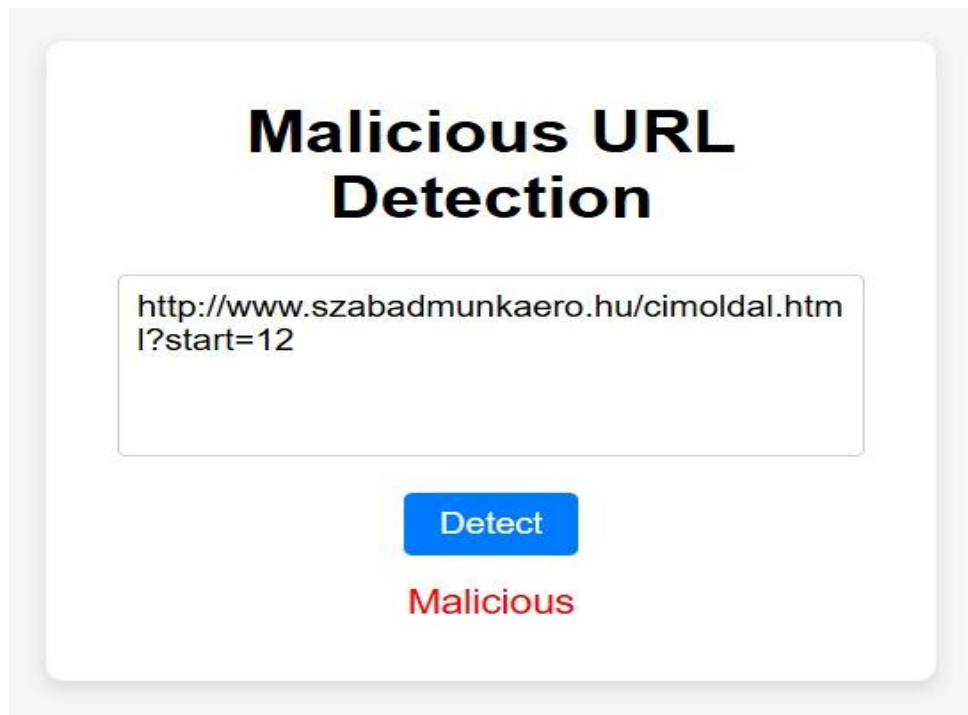 Malicious URL
Detection
http://www.szabadmunkaero.hu/cimoldal.htm
l?start=12
Detect
Malicious